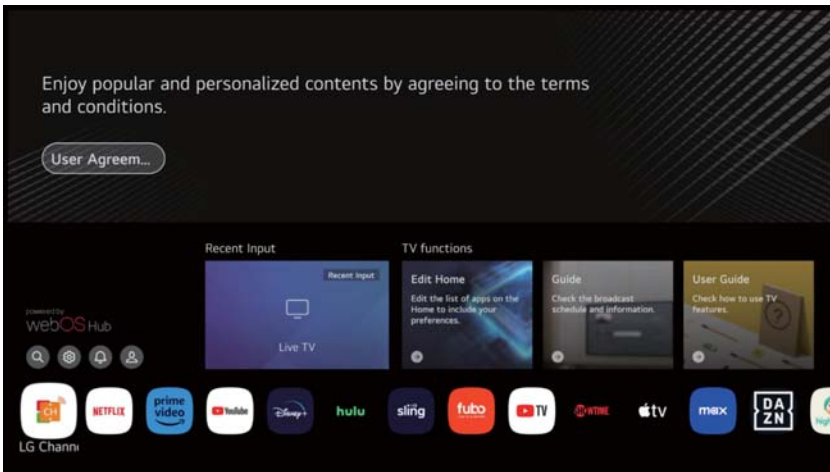 Enjoy popular and personalized contents by agreeing to the terms
and conditions.
User Agreem...
Recent Input
TV functions
Recent Input
Live TV
Edit Home
Edit the list of apps on the
Home to include your
preferences.
Guide
Check the broadcast
schedule and information.
User Guide
Check how to use TV
features.
powered by
webOS Hub
CH
NETFLIX
prime
video
YouTube
Disney+
hulu
sling
fubo
TV
SHOWTIME
tv
max
DA
ZN
LG Chann